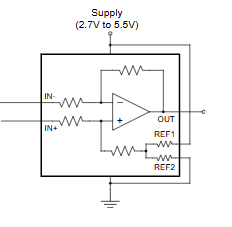 Supply
(2.7V to 5.5V)
IN-
−
IN+
+
OUT
REF1
REF2